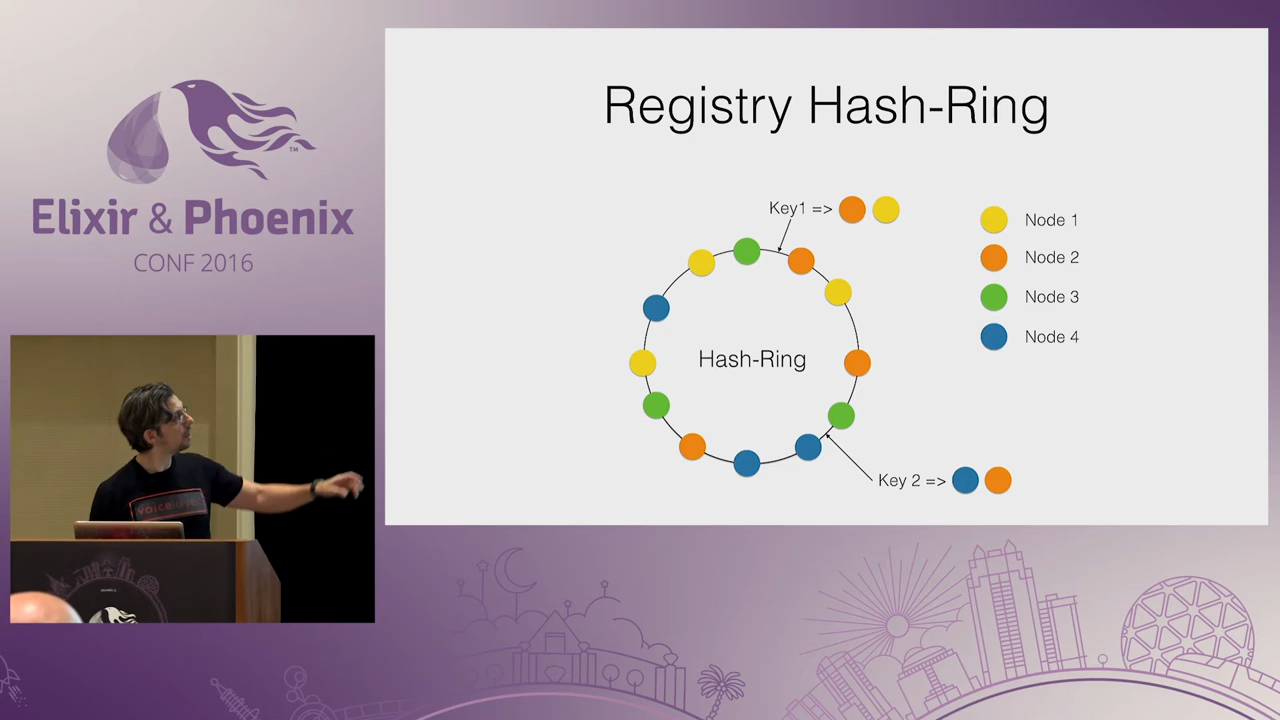 Elixir & Phoenix
CONF 2016
TM
Registry Hash-Ring
Key1 =>
Node 1
Node 2
Node 3
Node 4
Hash-Ring
Key 2 =>